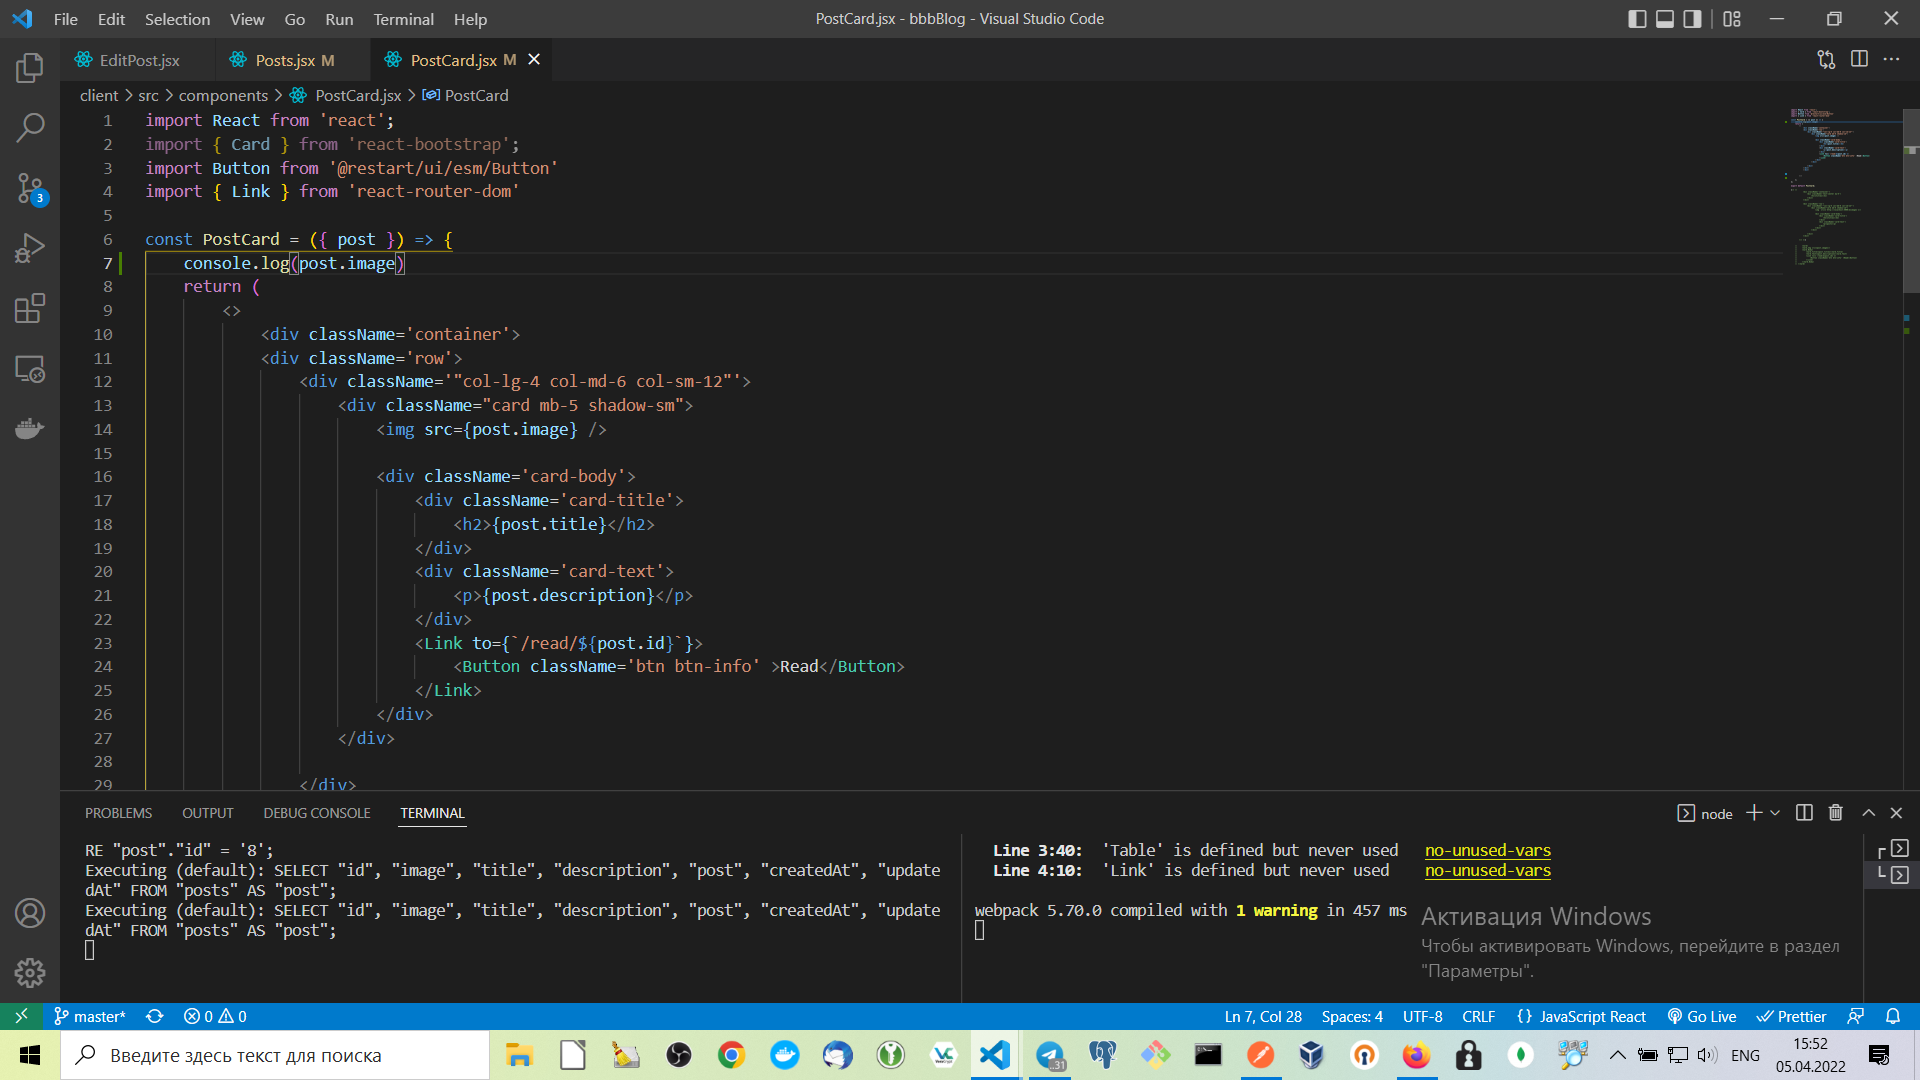 File Edit Selection View Go Run Terminal Help
PostCard.jsx - bbbBlog - Visual Studio Code
EditPost.jsx
Posts.jsx M
PostCard.jsx M
client > src > components > PostCard.jsx > PostCard
1 import React from 'react';
2 import { Card } from 'react-bootstrap';
3 import Button from '@restart/ui/esm/Button'
4 import { Link } from 'react-router-dom'
5
6 const PostCard = ({ post }) => {
7 console.log(post.image)
8 return (
9 <>
10 <div className='container'>
11 <div className='row'>
12 <div className='"col-lg-4 col-md-6 col-sm-12"'>
13 <div className="card mb-5 shadow-sm">
14 <img src={post.image} />
15
16 <div className='card-body'>
17 <div className='card-title'>
18 <h2>{post.title}</h2>
19 </div>
20 <div className='card-text'>
21 <p>{post.description}</p>
22 </div>
23 <Link to={`/read/${post.id}`}>
24 <Button className='btn btn-info' >Read</Button>
25 </Link>
26 </div>
27 </div>
28
29 </div>
3
PROBLEMS OUTPUT DEBUG CONSOLE TERMINAL
node
RE "post"."id" = '8';
Executing (default): SELECT "id", "image", "title", "description", "post", "createdAt", "update
dAt" FROM "posts" AS "post";
Executing (default): SELECT "id", "image", "title", "description", "post", "createdAt", "update
dAt" FROM "posts" AS "post";
Line 3:40: 'Table' is defined but never used no-unused-vars
Line 4:10: 'Link' is defined but never used no-unused-vars
webpack 5.70.0 compiled with 1 warning in 457 ms
Активация Windows
Чтобы активировать Windows, перейдите в раздел
"Параметры".
master* 0 0
Ln 7, Col 28 Spaces: 4 UTF-8 CRLF {} JavaScript React Go Live Prettier
Введите здесь текст для поиска
..31
ENG
15:52
05.04.2022